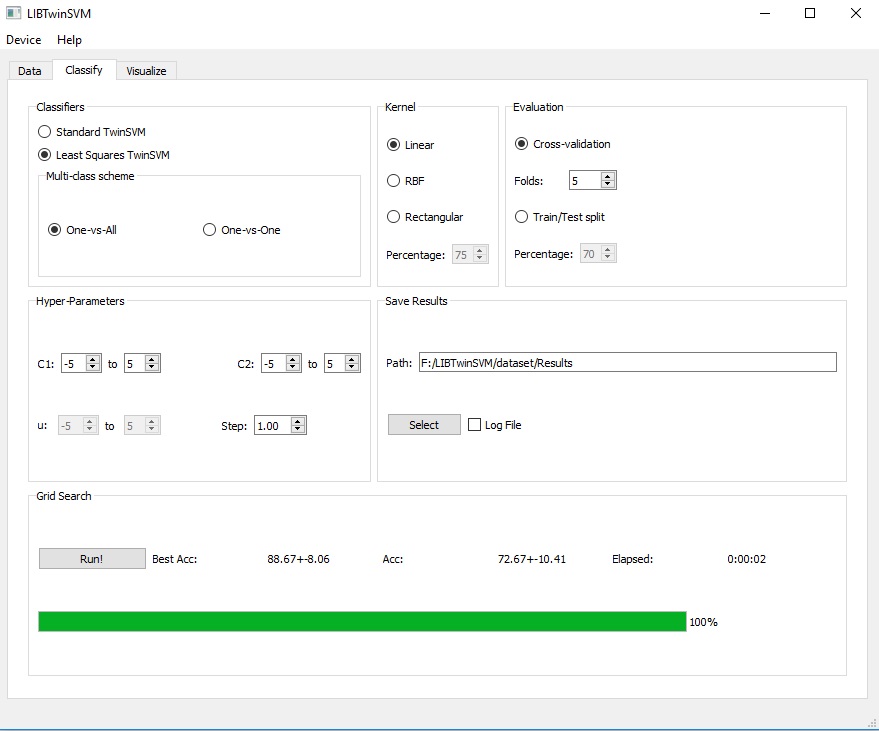 LIBTwinSVM
Device Help
Data Classify Visualize
Classifiers
Standard TwinSVM
Least Squares TwinSVM
Multi-class scheme
One-vs-All One-vs-One
Kernel
Linear
RBF
Rectangular
Percentage: 75
Evaluation
Cross-validation
Folds: 5
Train/Test split
Percentage: 70
Hyper-Parameters
C1: -5 to 5 C2: -5 to 5
u: -5 to 5 Step: 1.00
Save Results
Path: F:/LIBTwinSVM/dataset/Results
Select Log File
Grid Search
Run! Best Acc: 88.67+-8.06 Acc: 72.67+-10.41 Elapsed: 0:00:02
100%